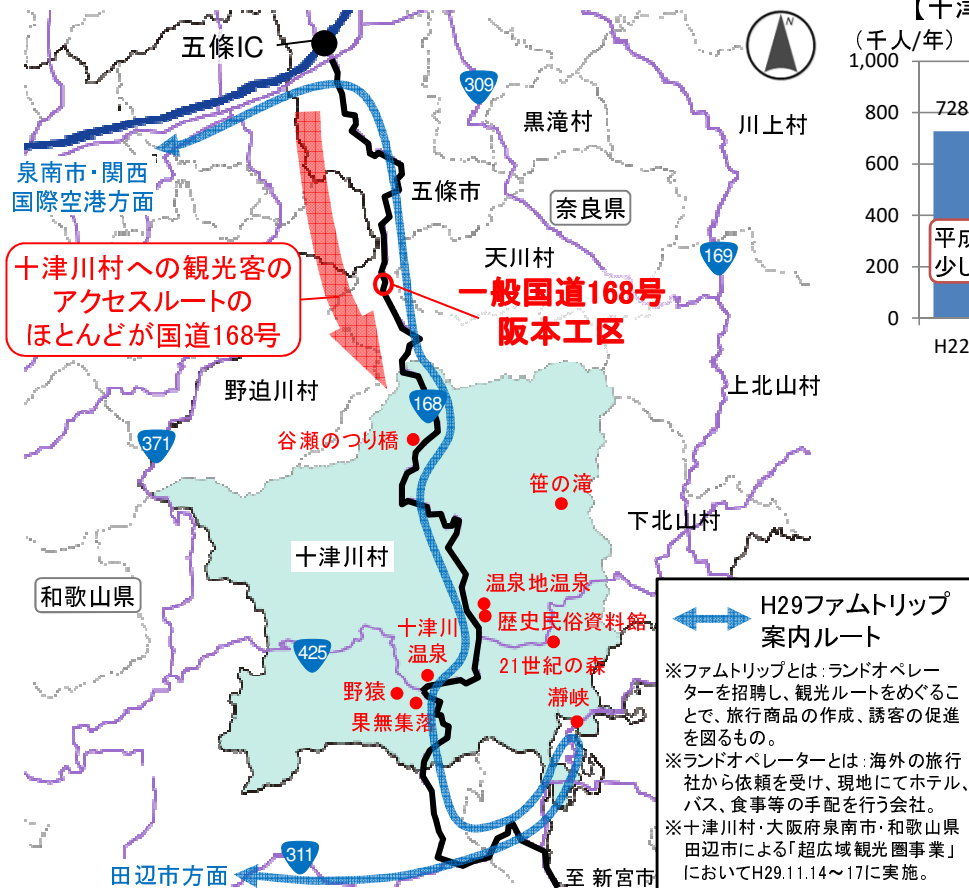 五條IC
N
【十津
(千人/年)
1,000
800
728
600
400
200
0
平成
少し
H22
309
黒滝村
川上村
泉南市・関西
国際空港方面
五條市
奈良県
天川村
169
十津川村への観光客の
アクセスルートの
ほとんどが国道168号
一般国道168号
阪本工区
野迫川村
168
上北山村
371
谷瀬のつり橋
笹の滝
下北山村
十津川村
和歌山県
温泉地温泉
歴史民俗資料館
十津川
温泉
425
21世紀の森
野猿
瀞峡
果無集落
H29ファムトリップ
案内ルート
※ファムトリップとは:ランドオペレー
ターを招聘し、観光ルートをめぐるこ
とで、旅行商品の作成、誘客の促進
を図るもの。
※ランドオペレーターとは:海外の旅行
社から依頼を受け、現地にてホテル、
バス、食事等の手配を行う会社。
※十津川村・大阪府泉南市・和歌山県
田辺市による「超広域観光圏事業」
においてH29.11.14～17に実施。
311
田辺市方面
至 新宮市